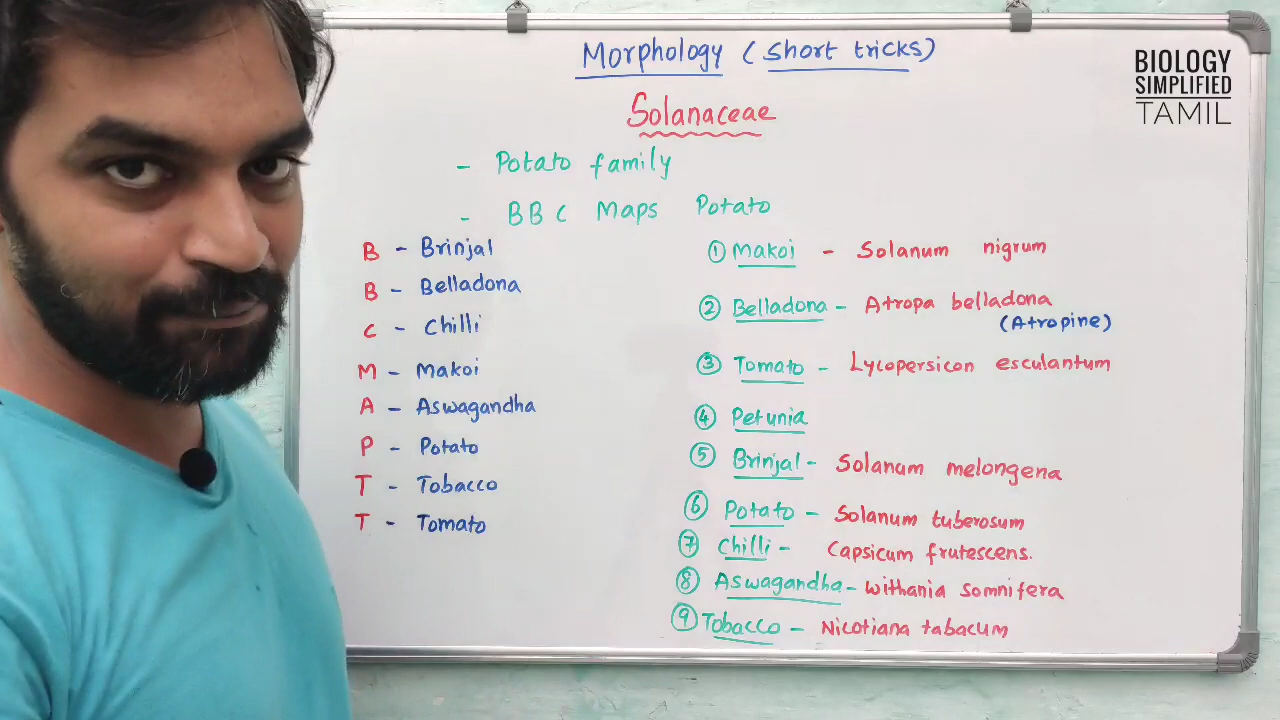 Morphology (short tricks)
BIOLOGY
SIMPLIFIED
TAMIL
Solanaceae
- Potato family
- BBC Maps Potato
B - Brinjal
B - Belladona
C - Chilli
M - Makoi
A - Aswagandha
P - Potato
T - Tobacco
T - Tomato
① Makoi - Solanum nigrum
② Belladona - Atropa belladona
(Atropine)
③ Tomato - Lycopersicon esculantum
④ Petunia
⑤ Brinjal - Solanum melongena
⑥ Potato - Solanum tuberosum
⑦ Chilli - Capsicum frutescens.
⑧ Aswagandha - Withania somnifera
⑨ Tobacco - Nicotiana tabacum